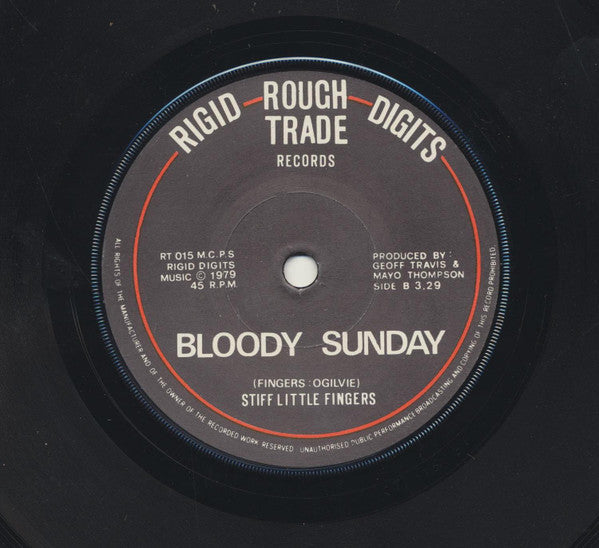 RIGID ROUGH TRADE DIGITS
RECORDS
RT 015 M.C.P.S
RIGID DIGITS
MUSIC © 1979
45 R.P.M.
PRODUCED BY:
GEOFF TRAVIS &
MAYO THOMPSON
SIDE B 3.29
BLOODY SUNDAY
(FINGERS : OGILVIE)
STIFF LITTLE FINGERS
ALL RIGHTS OF THE MANUFACTURER AND OF THE OWNER OF THE RECORDED WORK RESERVED · UNAUTHORISED PUBLIC PERFORMANCE BROADCASTING AND COPYING OF THIS RECORD PROHIBITED.